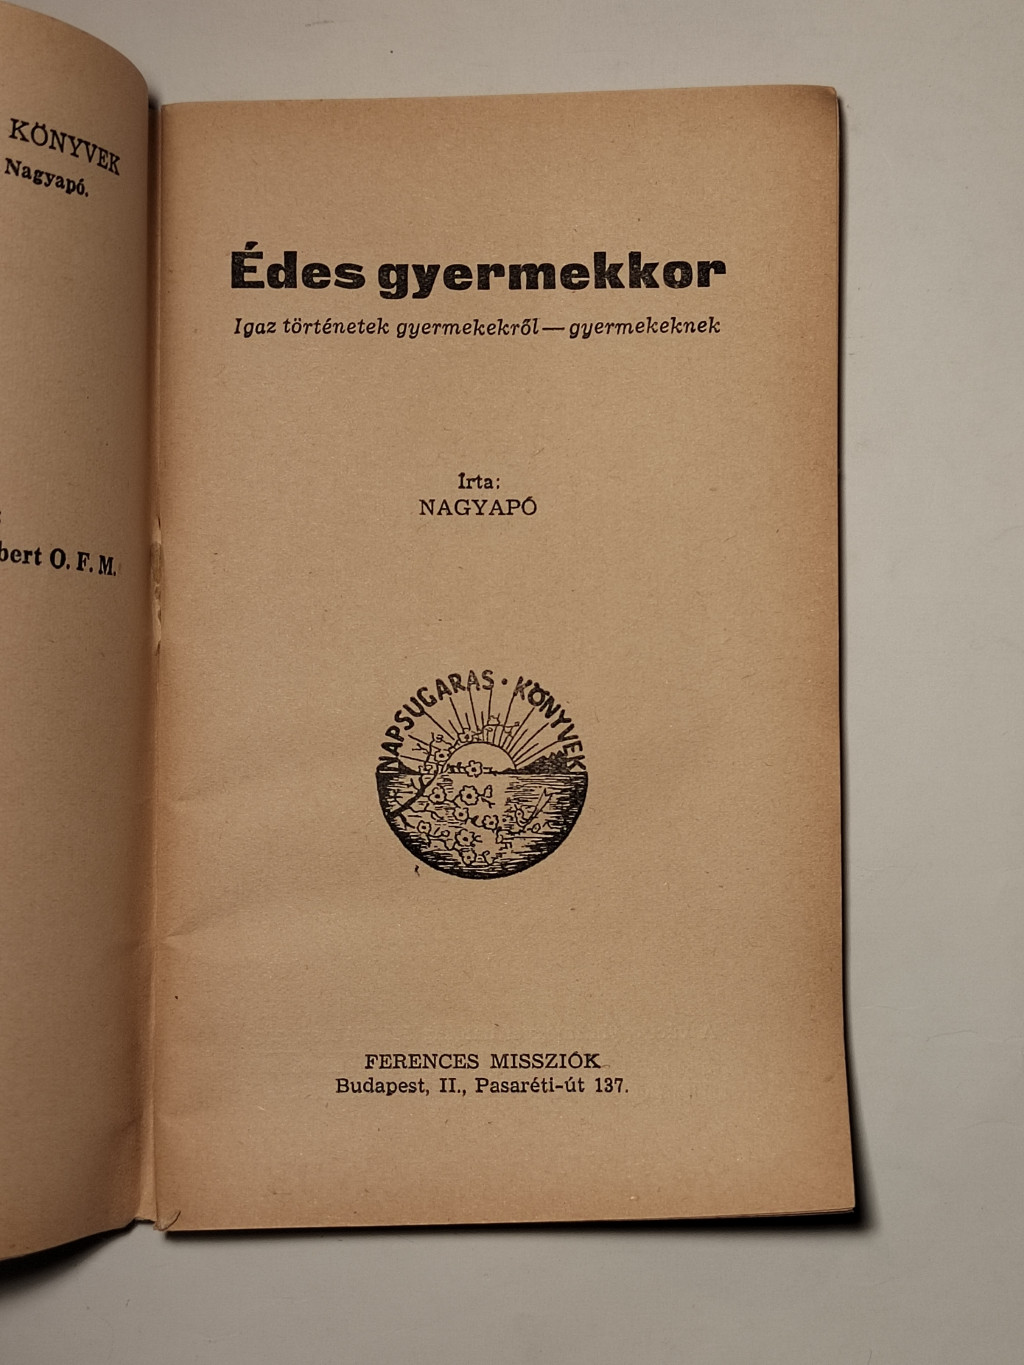 KÖNYVEK
Nagyapó.
bert O. F. M.
Édes gyermekkor
Igaz történetek gyermekekről — gyermekeknek
Írta:
NAGYAPÓ
NAPSUGARAS · KÖNYVEK
FERENCES MISSZIÓK
Budapest, II., Pasaréti-út 137.